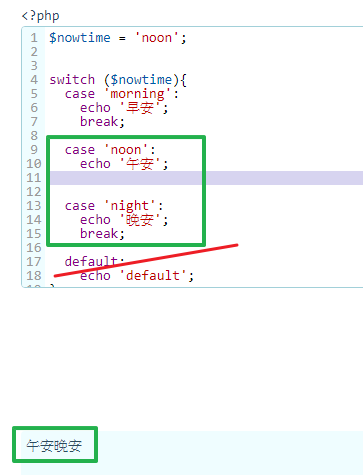 <?php
1 $nowtime = 'noon';
2
3
4 switch ($nowtime){
5 case 'morning':
6 echo '早安';
7 break;
8
9 case 'noon':
10 echo '午安';
11
12
13 case 'night':
14 echo '晚安';
15 break;
16
17 default:
18 echo 'default';
午安晚安